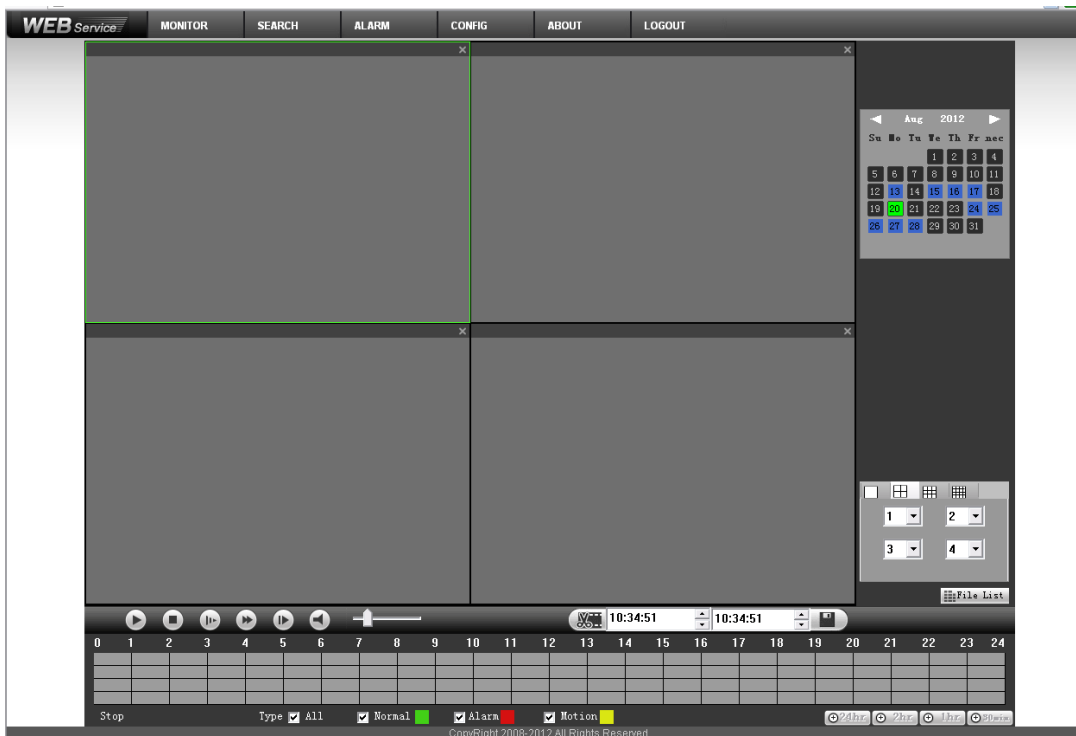 WEB Service MONITOR SEARCH ALARM CONFIG ABOUT LOGOUT
Aug 2012
Su Mo Tu We Th Fr nec
1 2 3 4
5 6 7 8 9 10 11
12 13 14 15 16 17 18
19 20 21 22 23 24 25
26 27 28 29 30 31
1 2
3 4
File List
10:34:51 10:34:51
0 1 2 3 4 5 6 7 8 9 10 11 12 13 14 15 16 17 18 19 20 21 22 23 24
Stop Type All Normal Alarm Motion 24hr 2hr 1hr 30min
CopyRight 2008-2012 All Rights Reserved